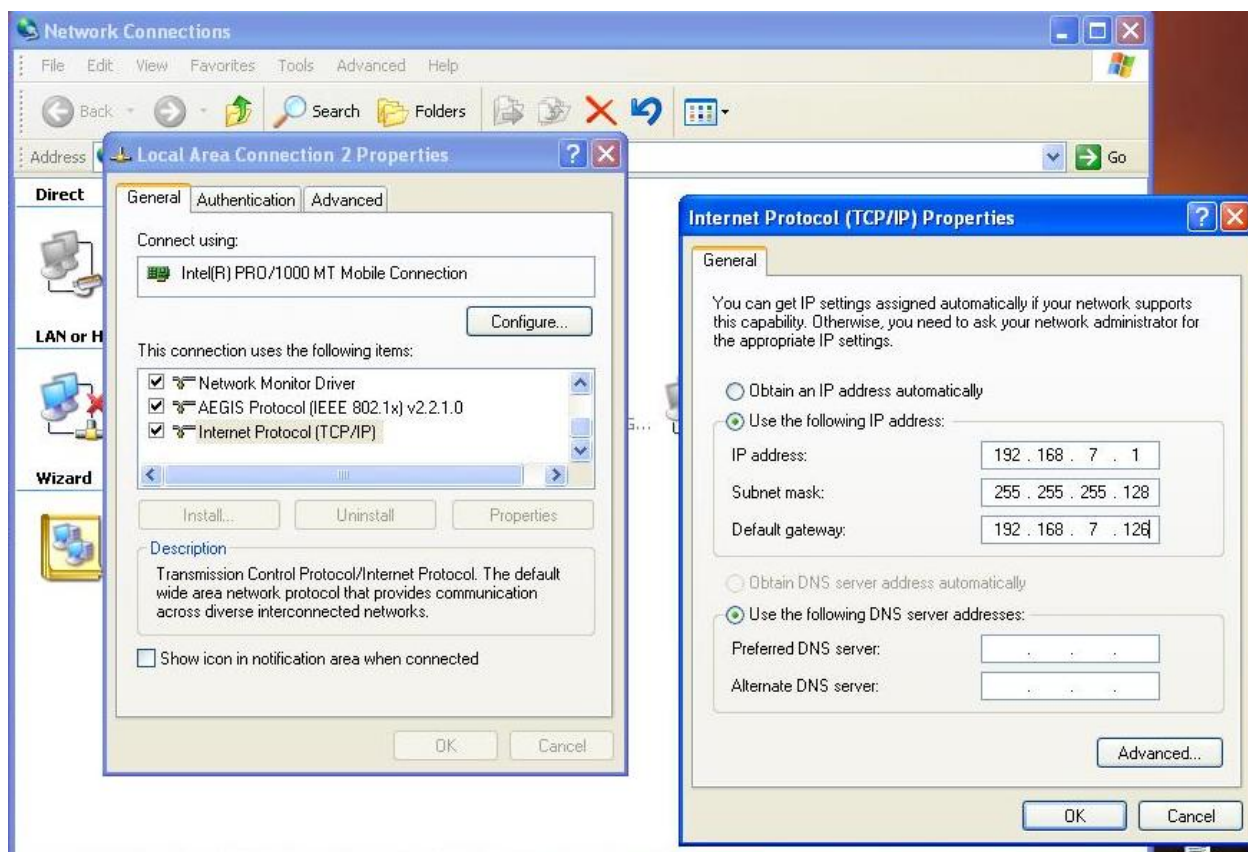 Network Connections
File Edit View Favorites Tools Advanced Help
Back Search Folders
Address Go
Direct
LAN or H
Wizard
Local Area Connection 2 Properties
General Authentication Advanced
Connect using:
Intel(R) PRO/1000 MT Mobile Connection
Configure...
This connection uses the following items:
Network Monitor Driver
AEGIS Protocol (IEEE 802.1x) v2.2.1.0
Internet Protocol (TCP/IP)
Install... Uninstall Properties
Description
Transmission Control Protocol/Internet Protocol. The default
wide area network protocol that provides communication
across diverse interconnected networks.
Show icon in notification area when connected
OK Cancel
Internet Protocol (TCP/IP) Properties
General
You can get IP settings assigned automatically if your network supports
this capability. Otherwise, you need to ask your network administrator for
the appropriate IP settings.
Obtain an IP address automatically
Use the following IP address:
IP address: 192 . 168 . 7 . 1
Subnet mask: 255 . 255 . 255 . 128
Default gateway: 192 . 168 . 7 . 126
Obtain DNS server address automatically
Use the following DNS server addresses:
Preferred DNS server: . . .
Alternate DNS server: . . .
Advanced...
OK Cancel